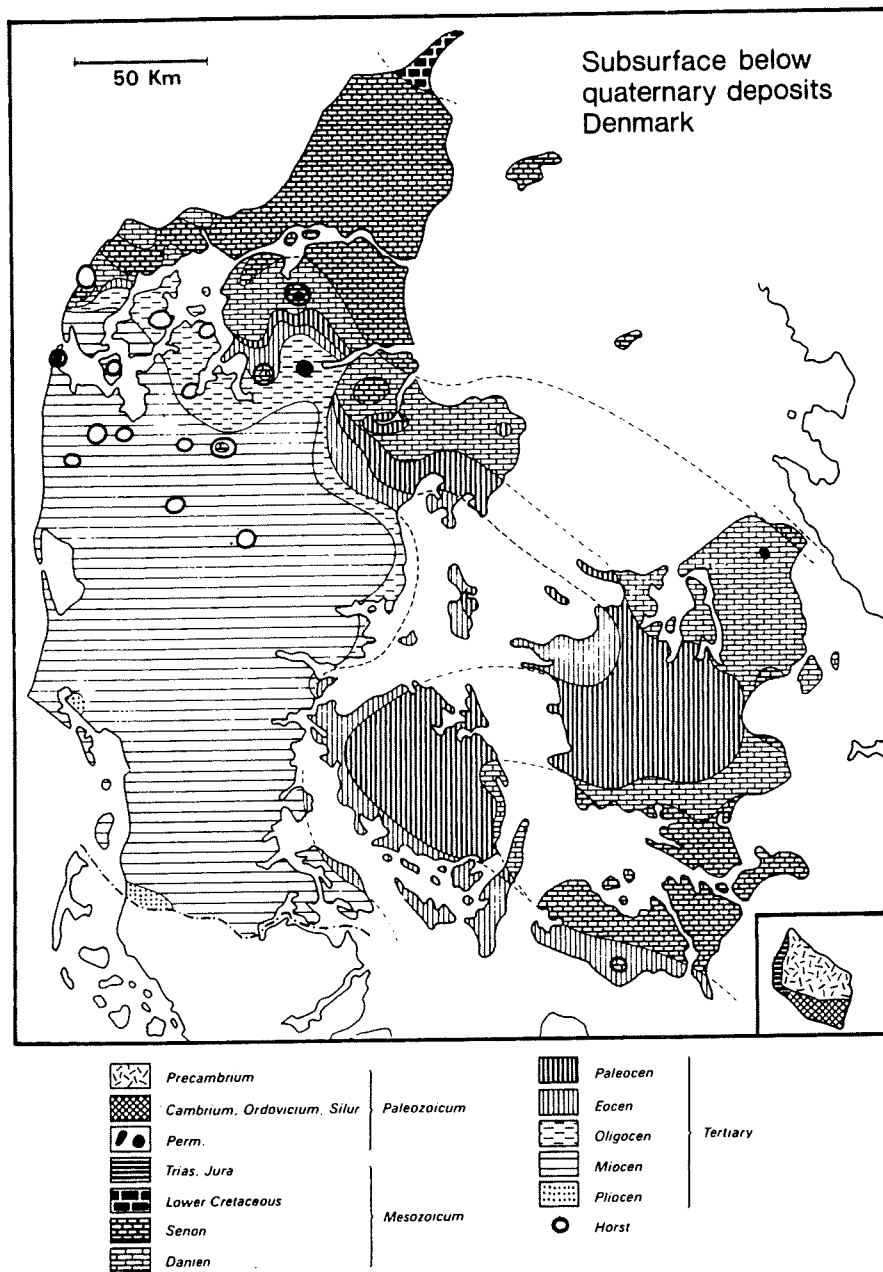 50 Km
Subsurface below
quaternary deposits
Denmark
Precambrium
Cambrium, Ordovicium, Silur
Perm.
Paleozoicum
Trias, Jura
Lower Cretaceous
Senon
Danien
Mesozoicum
Paleocen
Eocen
Oligocen
Miocen
Pliocen
Tertiary
Horst